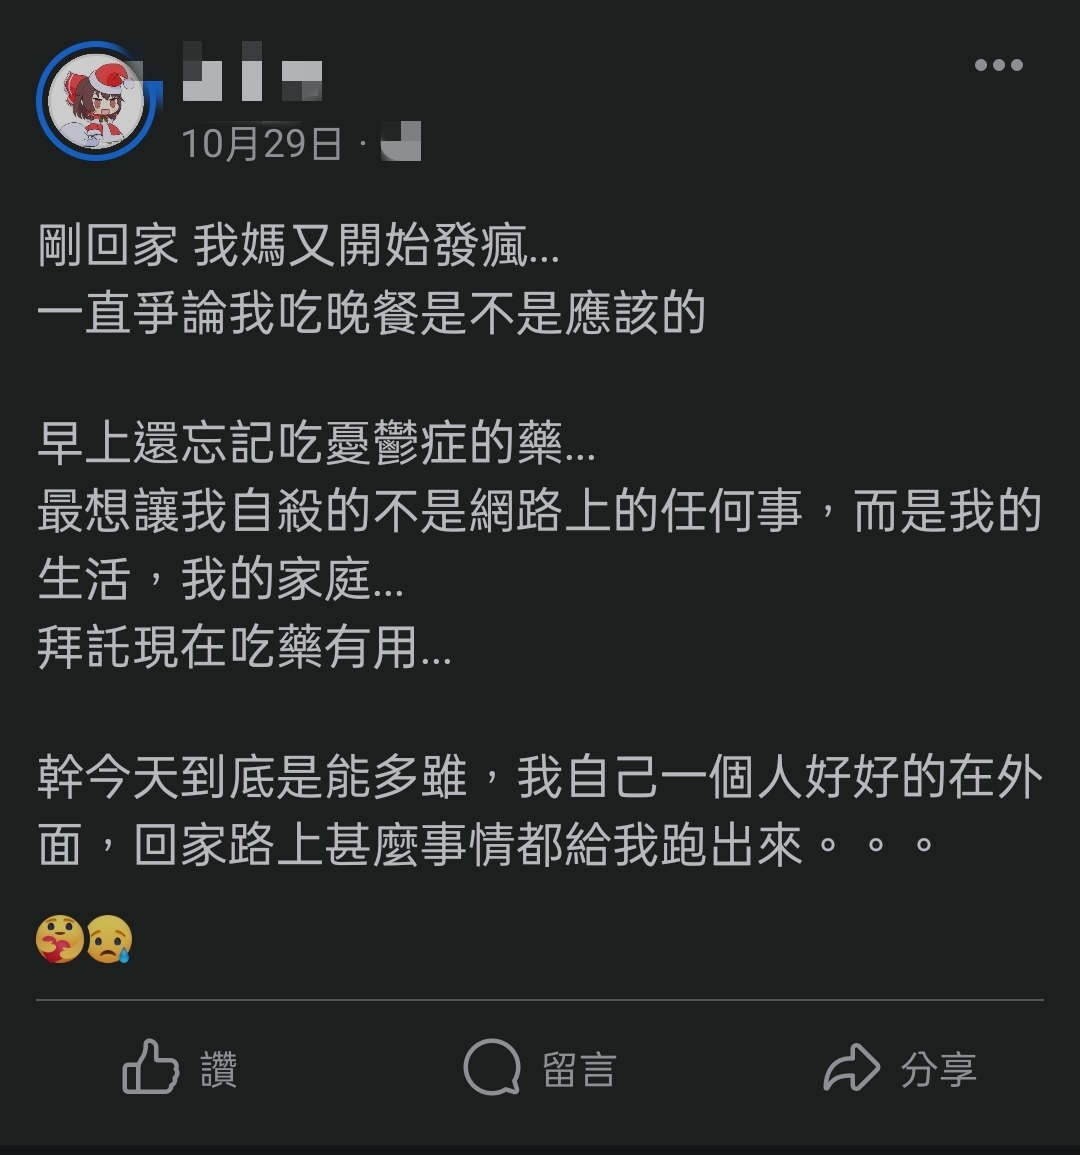 10月29日 ·
剛回家 我媽又開始發瘋...
一直爭論我吃晚餐是不是應該的
早上還忘記吃憂鬱症的藥...
最想讓我自殺的不是網路上的任何事，而是我的
生活，我的家庭...
拜託現在吃藥有用...
幹今天到底是能多雖，我自己一個人好好的在外
面，回家路上甚麼事情都給我跑出來。。。
讚
留言
分享